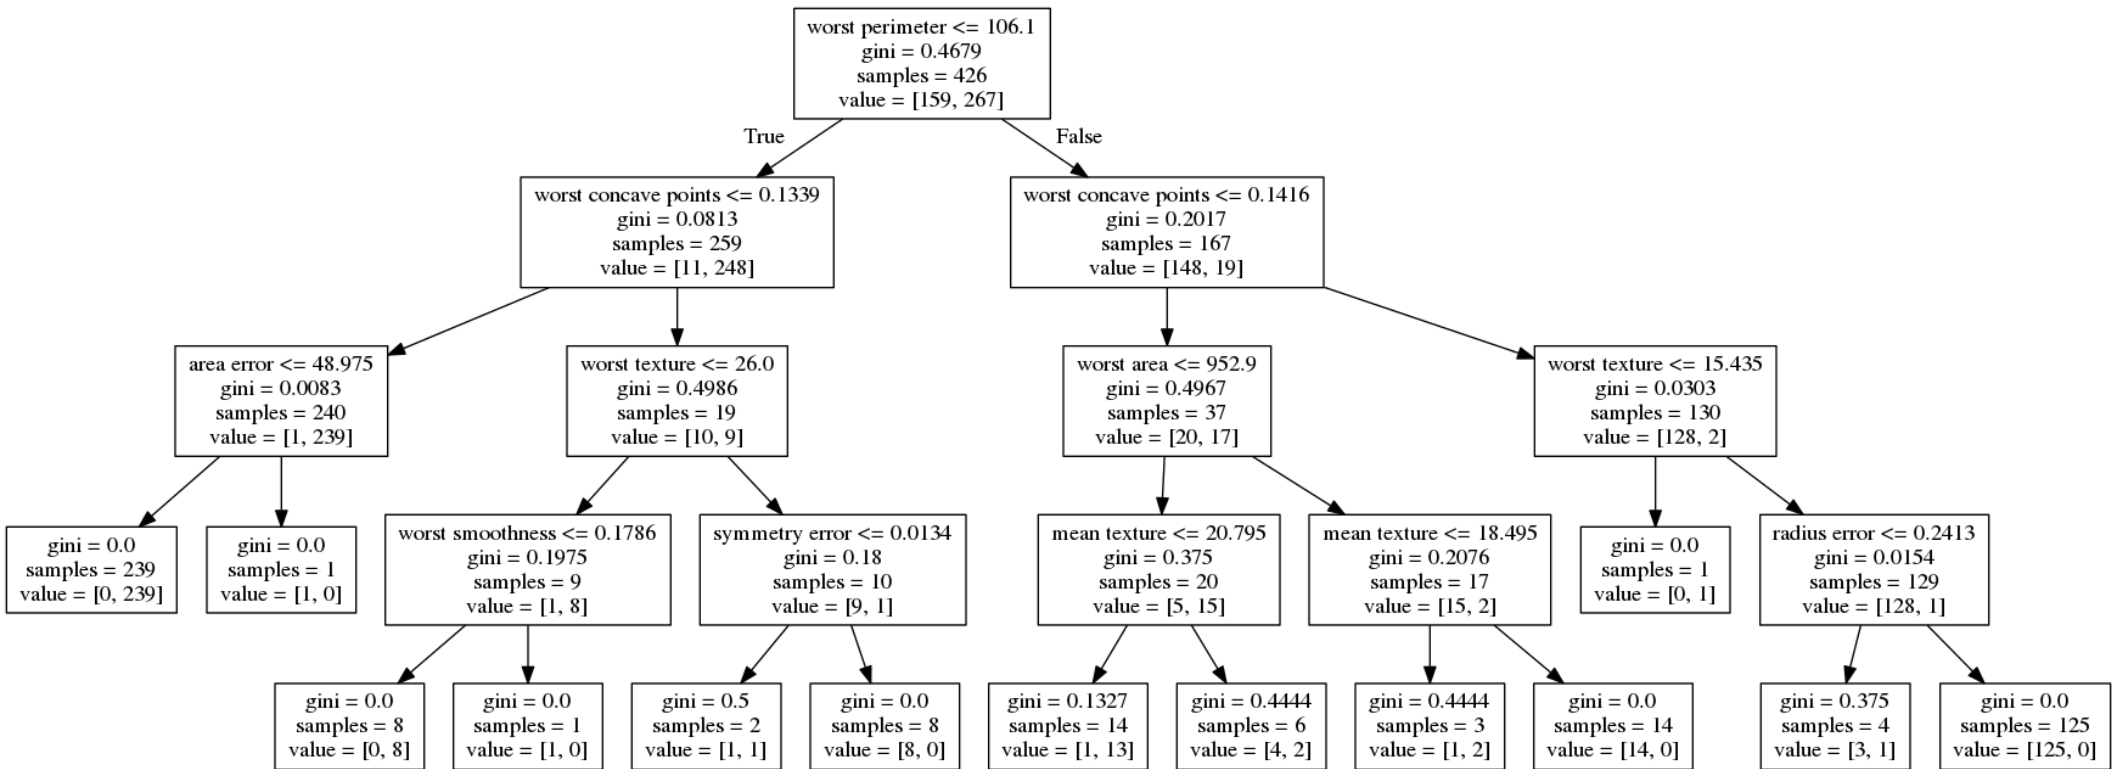 worst perimeter <= 106.1
gini = 0.4679
samples = 426
value = [159, 267]
True
False
worst concave points <= 0.1339
gini = 0.0813
samples = 259
value = [11, 248]
worst concave points <= 0.1416
gini = 0.2017
samples = 167
value = [148, 19]
area error <= 48.975
gini = 0.0083
samples = 240
value = [1, 239]
worst texture <= 26.0
gini = 0.4986
samples = 19
value = [10, 9]
worst area <= 952.9
gini = 0.4967
samples = 37
value = [20, 17]
worst texture <= 15.435
gini = 0.0303
samples = 130
value = [128, 2]
gini = 0.0
samples = 239
value = [0, 239]
gini = 0.0
samples = 1
value = [1, 0]
worst smoothness <= 0.1786
gini = 0.1975
samples = 9
value = [1, 8]
symmetry error <= 0.0134
gini = 0.18
samples = 10
value = [9, 1]
mean texture <= 20.795
gini = 0.375
samples = 20
value = [5, 15]
mean texture <= 18.495
gini = 0.2076
samples = 17
value = [15, 2]
gini = 0.0
samples = 1
value = [0, 1]
radius error <= 0.2413
gini = 0.0154
samples = 129
value = [128, 1]
gini = 0.0
samples = 8
value = [0, 8]
gini = 0.0
samples = 1
value = [1, 0]
gini = 0.5
samples = 2
value = [1, 1]
gini = 0.0
samples = 8
value = [8, 0]
gini = 0.1327
samples = 14
value = [1, 13]
gini = 0.4444
samples = 6
value = [4, 2]
gini = 0.4444
samples = 3
value = [1, 2]
gini = 0.0
samples = 14
value = [14, 0]
gini = 0.375
samples = 4
value = [3, 1]
gini = 0.0
samples = 125
value = [125, 0]